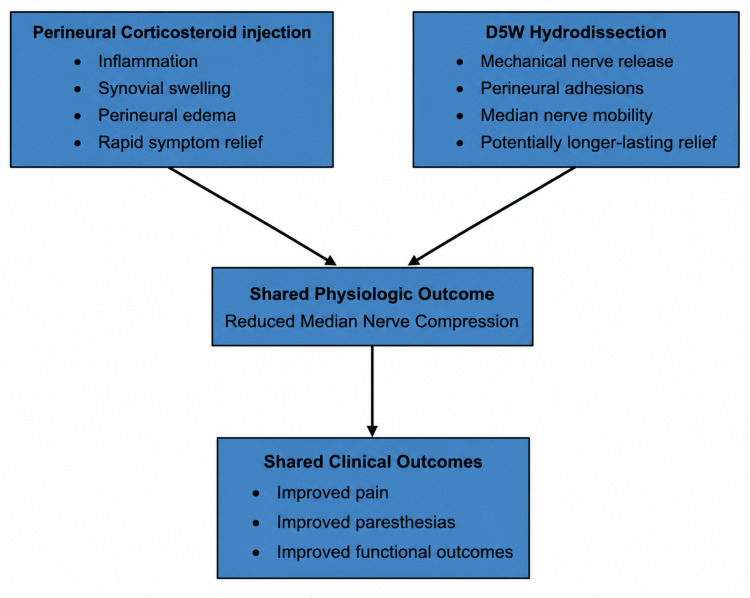 Perineural Corticosteroid injection
• Inflammation
• Synovial swelling
• Perineural edema
• Rapid symptom relief
D5W Hydrodissection
• Mechanical nerve release
• Perineural adhesions
• Median nerve mobility
• Potentially longer-lasting relief
Shared Physiologic Outcome
Reduced Median Nerve Compression
Shared Clinical Outcomes
• Improved pain
• Improved paresthesias
• Improved functional outcomes